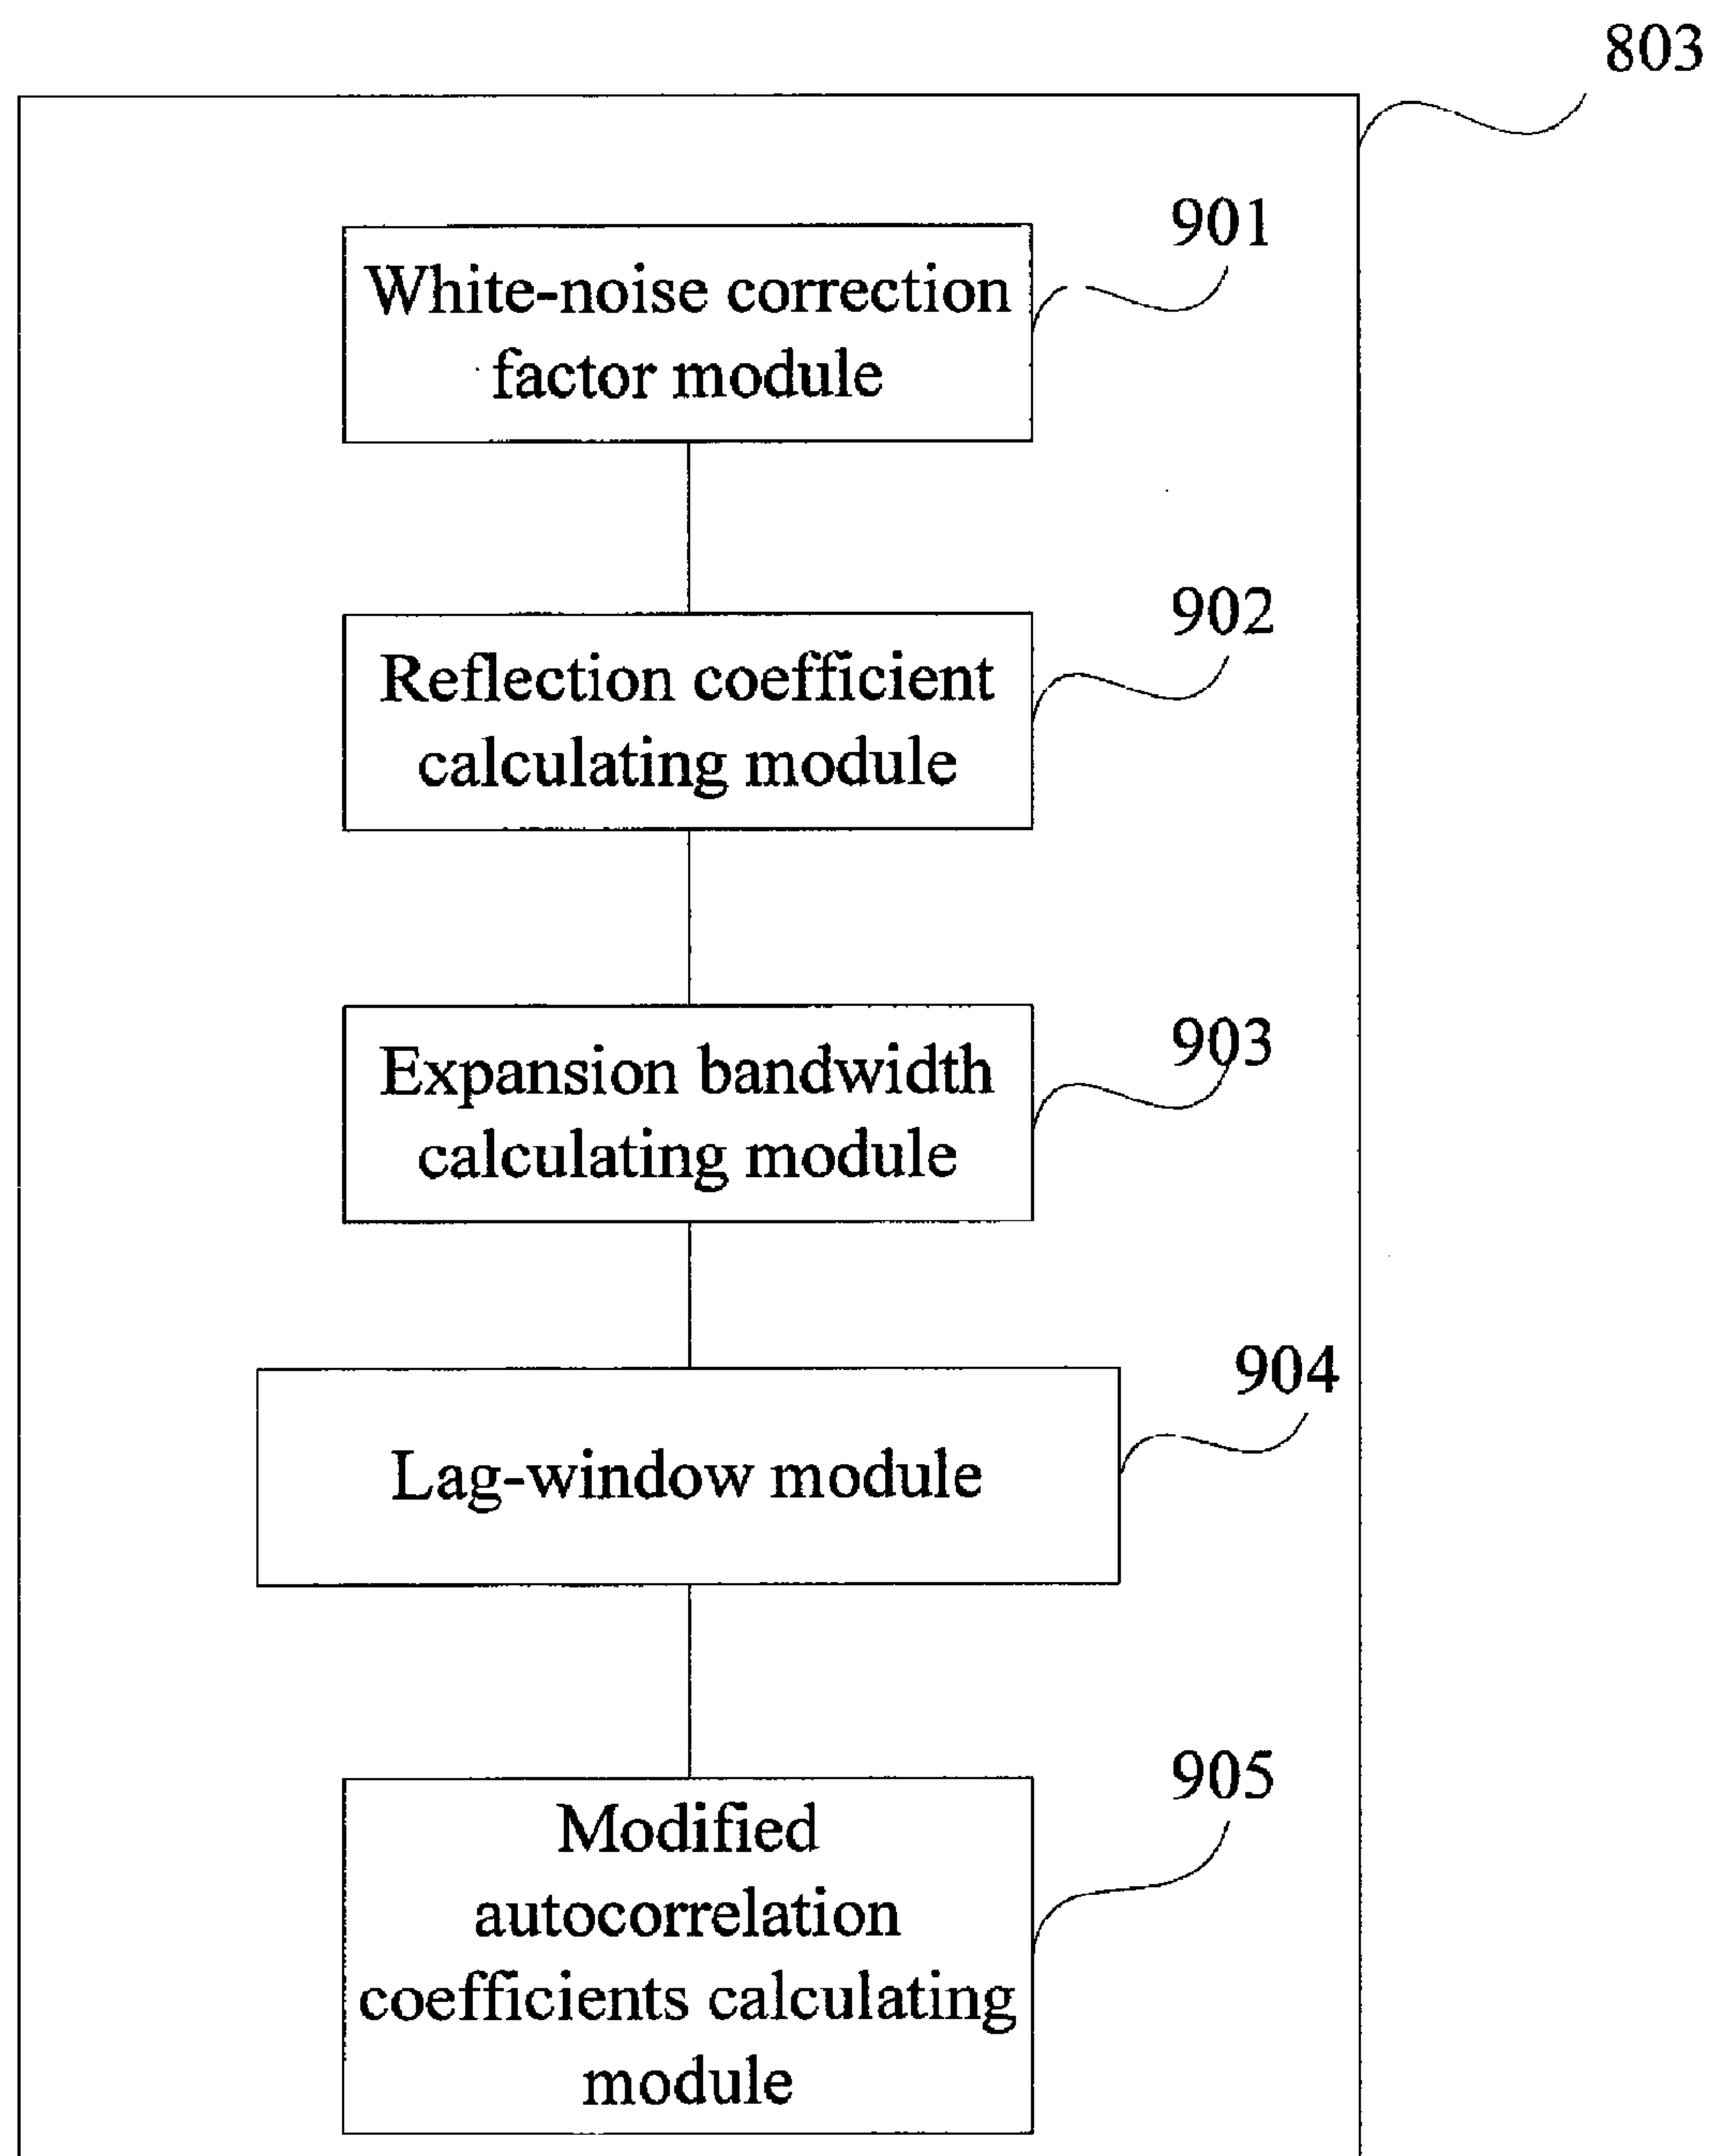 803
901
White-noise correction
factor module
902
Reflection coefficient
calculating module
903
Expansion bandwidth
calculating module
904
Lag-window module
905
Modified
autocorrelation
coefficients calculating
module